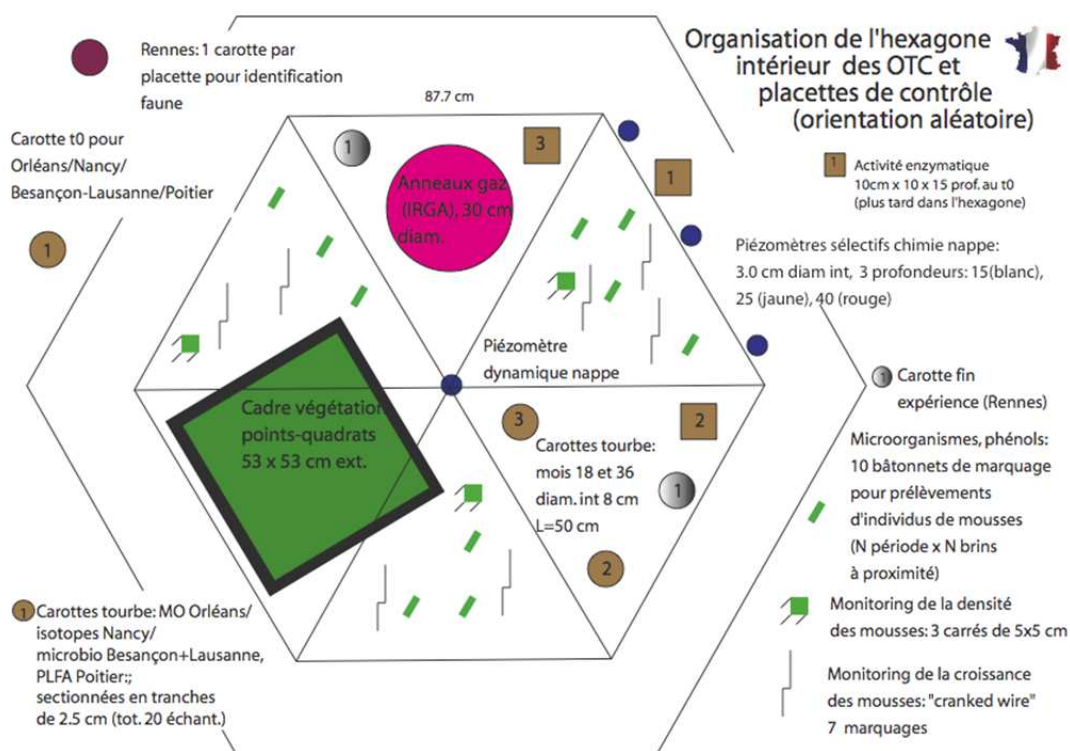 Organisation de l'hexagone
intérieur des OTC et
placettes de contrôle
(orientation aléatoire)
Rennes: 1 carotte par
placette pour identification
faune
87.7 cm
Carotte t0 pour
Orléans/Nancy/
Besançon-Lausanne/Poitier
1
1
3
Anneaux gaz
(IRGA), 30 cm
diam.
1
1
Activité enzymatique
10cm x 10 x 15 prof. au t0
(plus tard dans l'hexagone)
Piézomètres sélectifs chimie nappe:
3.0 cm diam int, 3 profondeurs: 15(blanc),
25 (jaune), 40 (rouge)
Piézomètre
dynamique nappe
1
Carotte fin
expérience (Rennes)
Cadre végétation
points-quadrats
53 x 53 cm ext.
3
2
Carottes tourbe:
mois 18 et 36
diam. int 8 cm
L=50 cm
1
2
Microorganismes, phénols:
10 bâtonnets de marquage
pour prélèvements
d'individus de mousses
(N période x N brins
à proximité)
Monitoring de la densité
des mousses: 3 carrés de 5x5 cm
Monitoring de la croissance
des mousses: "cranked wire"
7 marquages
1
Carottes tourbe: MO Orléans/
isotopes Nancy/
microbio Besançon+Lausanne,
PLFA Poitier:;
sectionnées en tranches
de 2.5 cm (tot. 20 échant.)